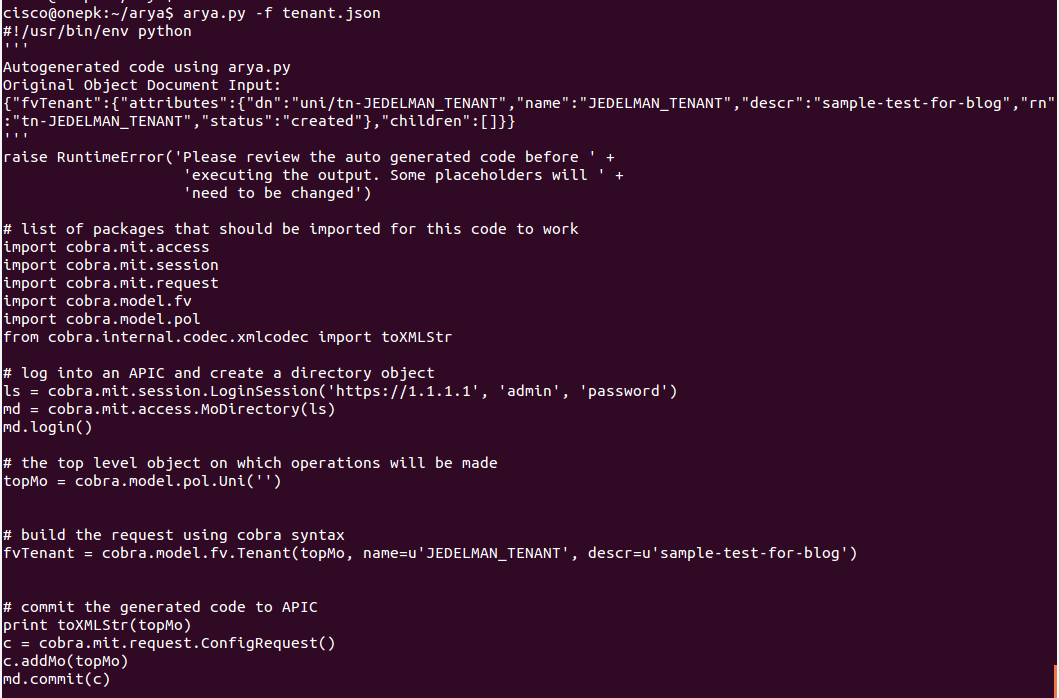 cisco@onepk:~/arya$ arya.py -f tenant.json
#!/usr/bin/env python
'''
Autogenerated code using arya.py
Original Object Document Input:
{"fvTenant":{"attributes":{"dn":"uni/tn-JEDELMAN_TENANT","name":"JEDELMAN_TENANT","descr":"sample-test-for-blog","rn"
:"tn-JEDELMAN_TENANT","status":"created"},"children":[]}}
'''
raise RuntimeError('Please review the auto generated code before ' +
                    'executing the output. Some placeholders will ' +
                    'need to be changed')

# list of packages that should be imported for this code to work
import cobra.mit.access
import cobra.mit.session
import cobra.mit.request
import cobra.model.fv
import cobra.model.pol
from cobra.internal.codec.xmlcodec import toXMLStr

# log into an APIC and create a directory object
ls = cobra.mit.session.LoginSession('https://1.1.1.1', 'admin', 'password')
md = cobra.mit.access.MoDirectory(ls)
md.login()

# the top level object on which operations will be made
topMo = cobra.model.pol.Uni('')

# build the request using cobra syntax
fvTenant = cobra.model.fv.Tenant(topMo, name=u'JEDELMAN_TENANT', descr=u'sample-test-for-blog')

# commit the generated code to APIC
print toXMLStr(topMo)
c = cobra.mit.request.ConfigRequest()
c.addMo(topMo)
md.commit(c)